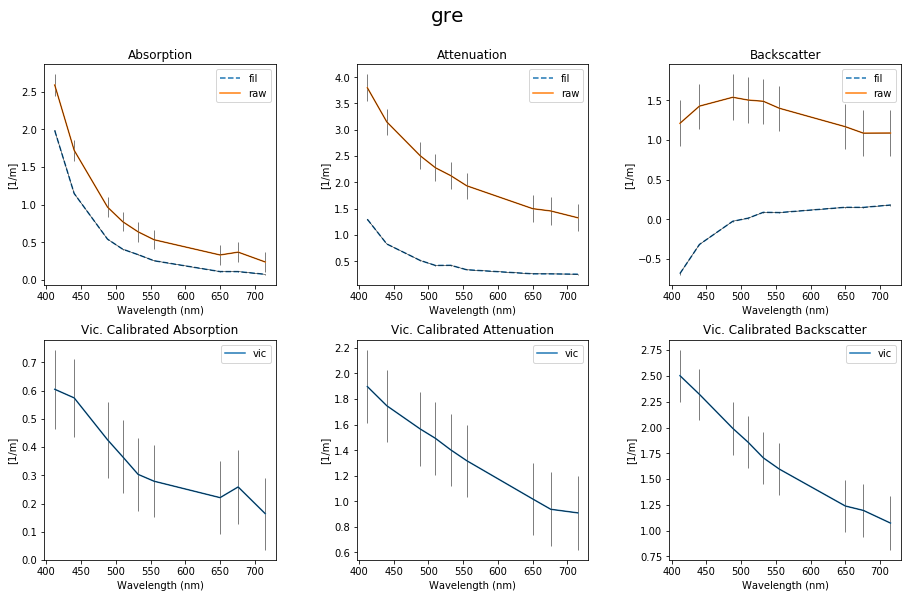 gre
Absorption
Attenuation
Backscatter
fil
raw
fil
raw
fil
raw
[1/m]
2.5
2.0
1.5
1.0
0.5
0.0
[1/m]
4.0
3.5
3.0
2.5
2.0
1.5
1.0
0.5
[1/m]
1.5
1.0
0.5
0.0
−0.5
400 450 500 550 600 650 700
400 450 500 550 600 650 700
400 450 500 550 600 650 700
Wavelength (nm)
Wavelength (nm)
Wavelength (nm)
Vic. Calibrated Absorption
Vic. Calibrated Attenuation
Vic. Calibrated Backscatter
vic
vic
vic
[1/m]
0.7
0.6
0.5
0.4
0.3
0.2
0.1
0.0
[1/m]
2.2
2.0
1.8
1.6
1.4
1.2
1.0
0.8
0.6
[1/m]
2.75
2.50
2.25
2.00
1.75
1.50
1.25
1.00
0.75
400 450 500 550 600 650 700
400 450 500 550 600 650 700
400 450 500 550 600 650 700
Wavelength (nm)
Wavelength (nm)
Wavelength (nm)